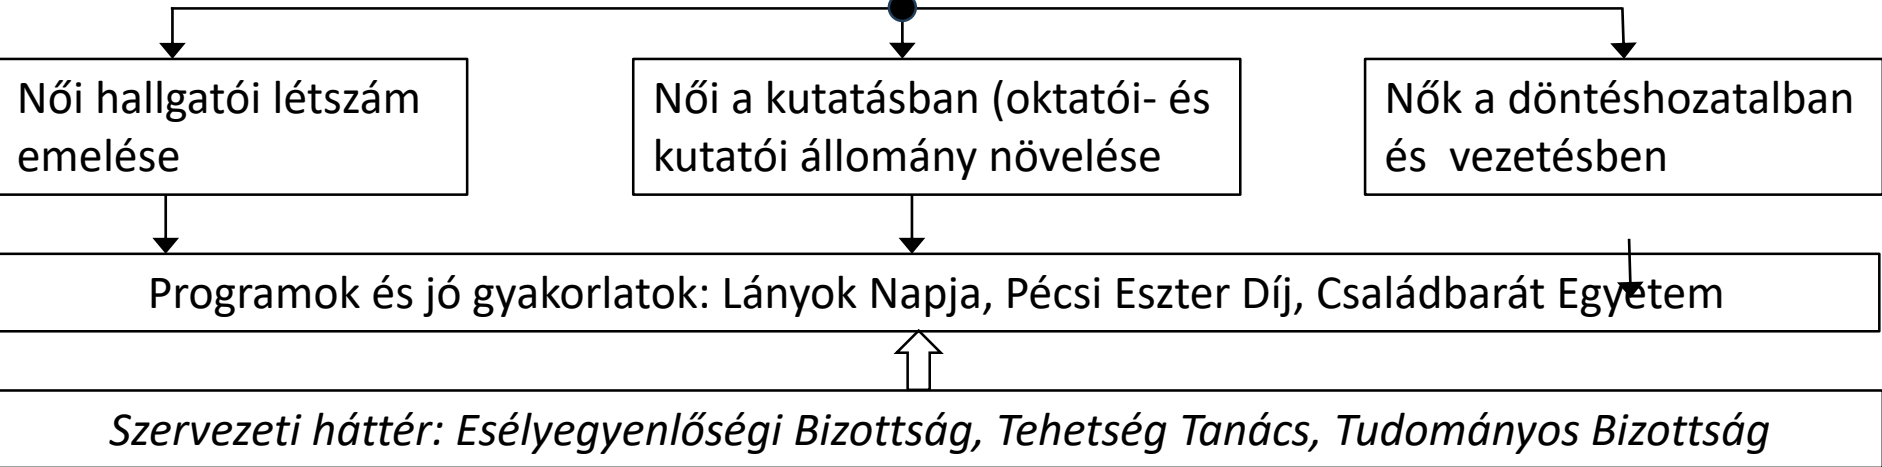 Női hallgatói létszám
emelése
Női a kutatásban (oktatói- és
kutatói állomány növelése
Nők a döntéshozatalban
és vezetésben
Programok és jó gyakorlatok: Lányok Napja, Pécsi Eszter Díj, Családbarát Egyetem
Szervezeti háttér: Esélyegyenlőségi Bizottság, Tehetség Tanács, Tudományos Bizottság